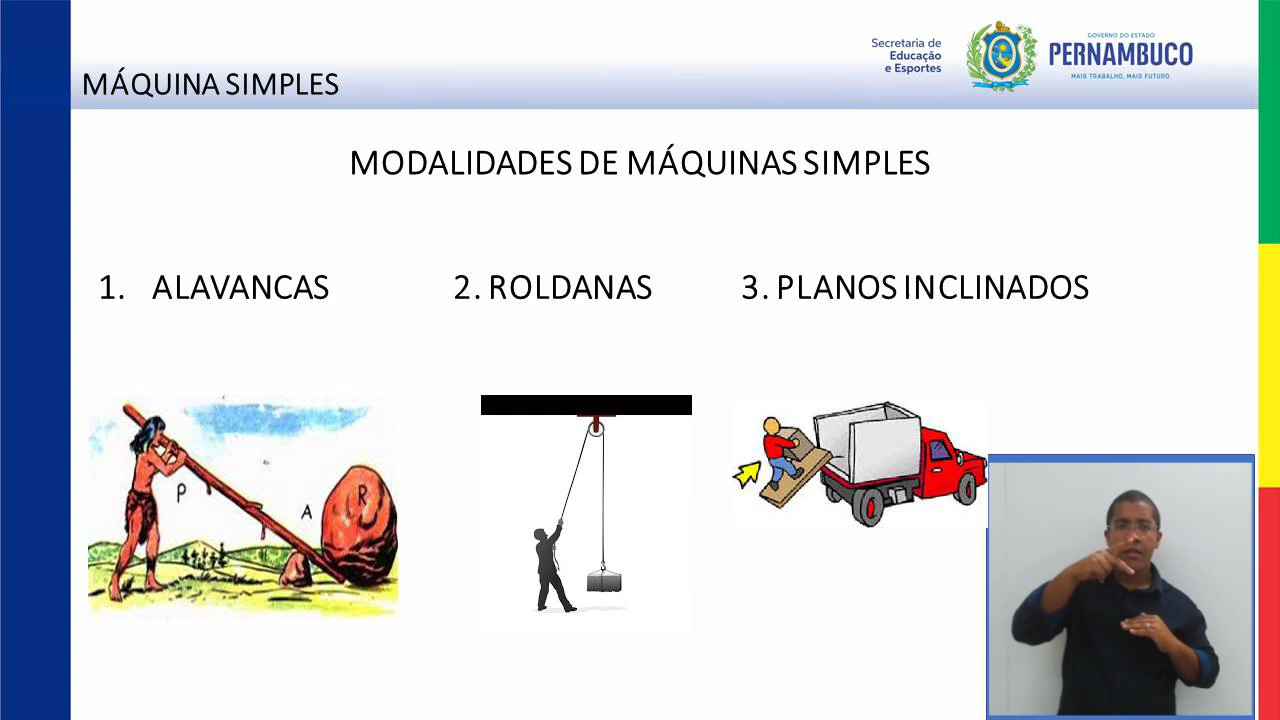 Secretaria de
Educação
e Esportes
GOVERNO DO ESTADO
PERNAMBUCO
MAIS TRABALHO, MAIS FUTURO.
MÁQUINA SIMPLES
MODALIDADES DE MÁQUINAS SIMPLES
1. ALAVANCAS
2. ROLDANAS
3. PLANOS INCLINADOS
P
A
R